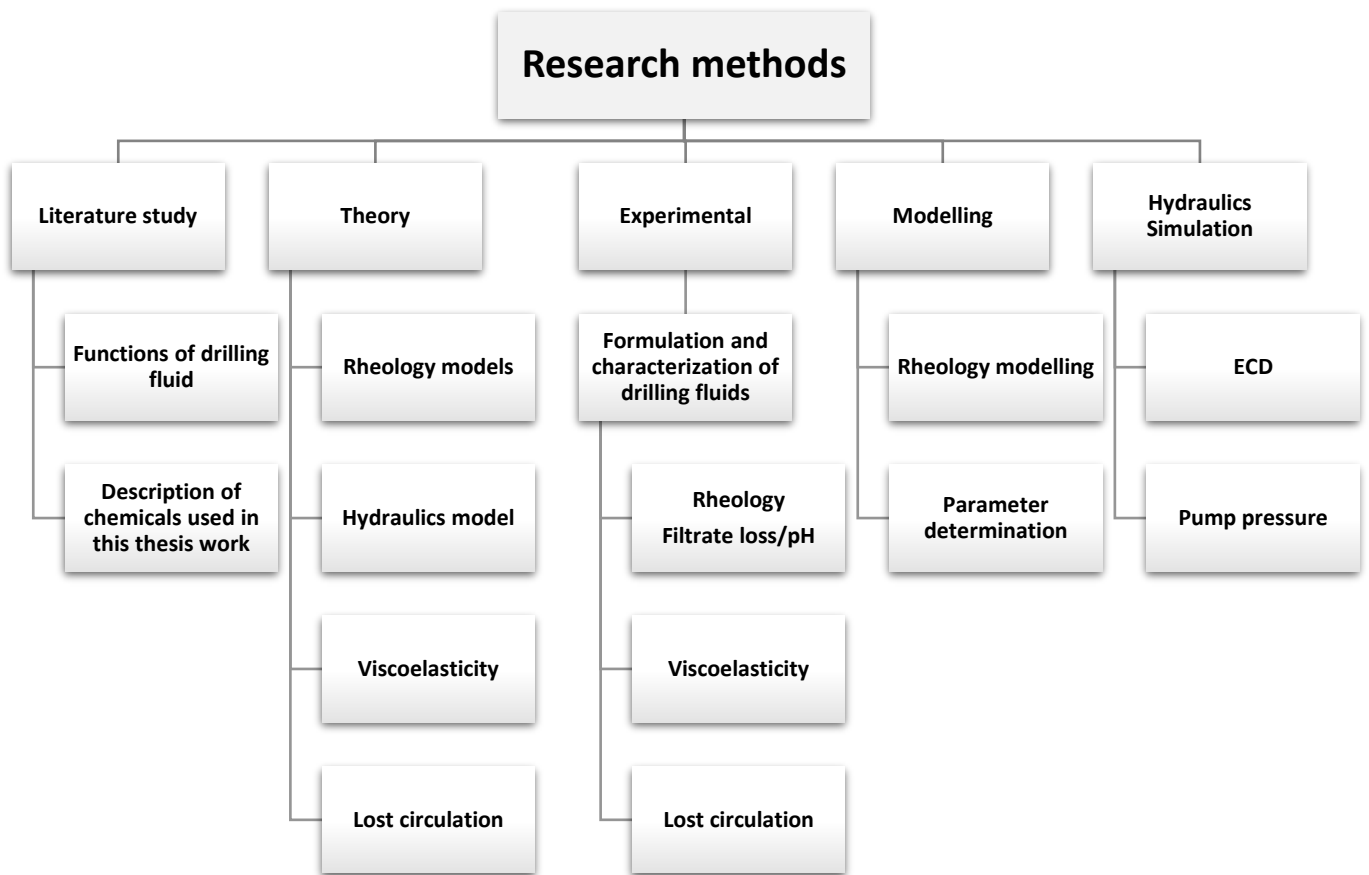 Research methods
Literature study
Theory
Experimental
Modelling
Hydraulics
Simulation
Functions of drilling
fluid
Rheology models
Formulation and
characterization of
drilling fluids
Rheology modelling
ECD
Description of
chemicals used in
this thesis work
Hydraulics model
Rheology
Filtrate loss/pH
Parameter
determination
Pump pressure
Viscoelasticity
Viscoelasticity
Lost circulation
Lost circulation